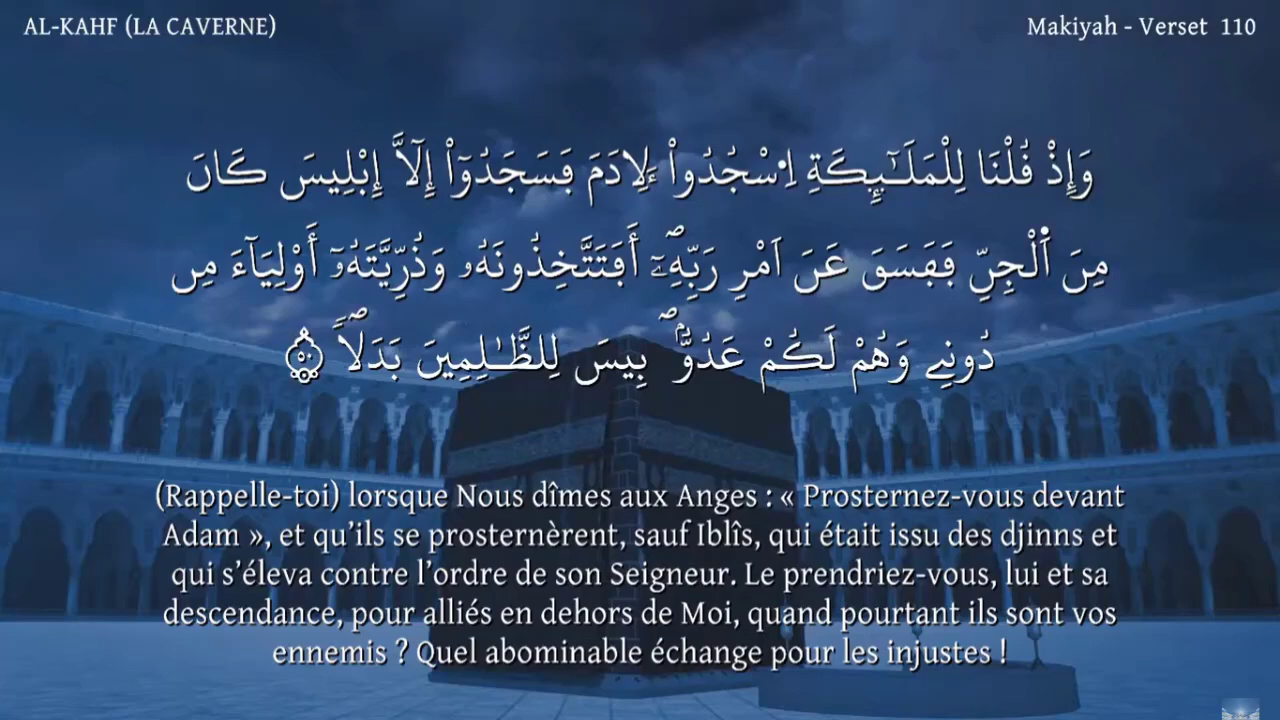 AL-KAHF (LA CAVERNE)
Makiyah - Verset 110
وَإِذْ قُلْنَا لِلْمَلَٰٓئِكَةِ اِ۟سْجُدُوا۟ لِأدَمَ فَسَجَدُوٓا۟ إِلَّآ إِبْلِيسَ كَانَ
مِنَ اَ۬لْجِنِّ فَفَسَقَ عَنَ اَمْرِ رَبِّهِۦٓۖ أَفَتَتَّخِذُونَهُۥ وَذُرِّيَّتَهُۥٓ أَوْلِيَآءَ مِن
دُونِے وَهُمْ لَكُمْ عَدُوُّۢۖ بِيسَ لِلظَّٰلِمِينَ بَدَلاٗۖ ٥٠
(Rappelle-toi) lorsque Nous dîmes aux Anges : « Prosternez-vous devant
Adam », et qu’ils se prosternèrent, sauf Iblîs, qui était issu des djinns et
qui s’éleva contre l’ordre de son Seigneur. Le prendriez-vous, lui et sa
descendance, pour alliés en dehors de Moi, quand pourtant ils sont vos
ennemis ? Quel abominable échange pour les injustes !